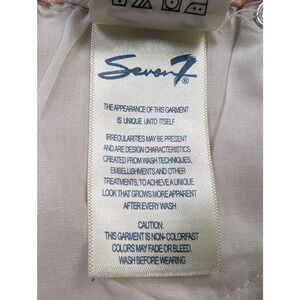 Seven7®
THE APPEARANCE OF THIS GARMENT
IS UNIQUE UNTO ITSELF
IRREGULARITIES MAY BE PRESENT
AND ARE DESIGN CHARACTERISTICS
CREATED FROM WASH TECHNIQUES,
EMBELLISHMENTS AND OTHER
TREATMENTS, TO ACHIEVE A UNIQUE
LOOK THAT GROWS MORE APPARENT
AFTER EVERY WASH
CAUTION:
THIS GARMENT IS NON- COLORFAST
COLORS MAY FADE OR BLEED.
WASH BEFORE WEARING